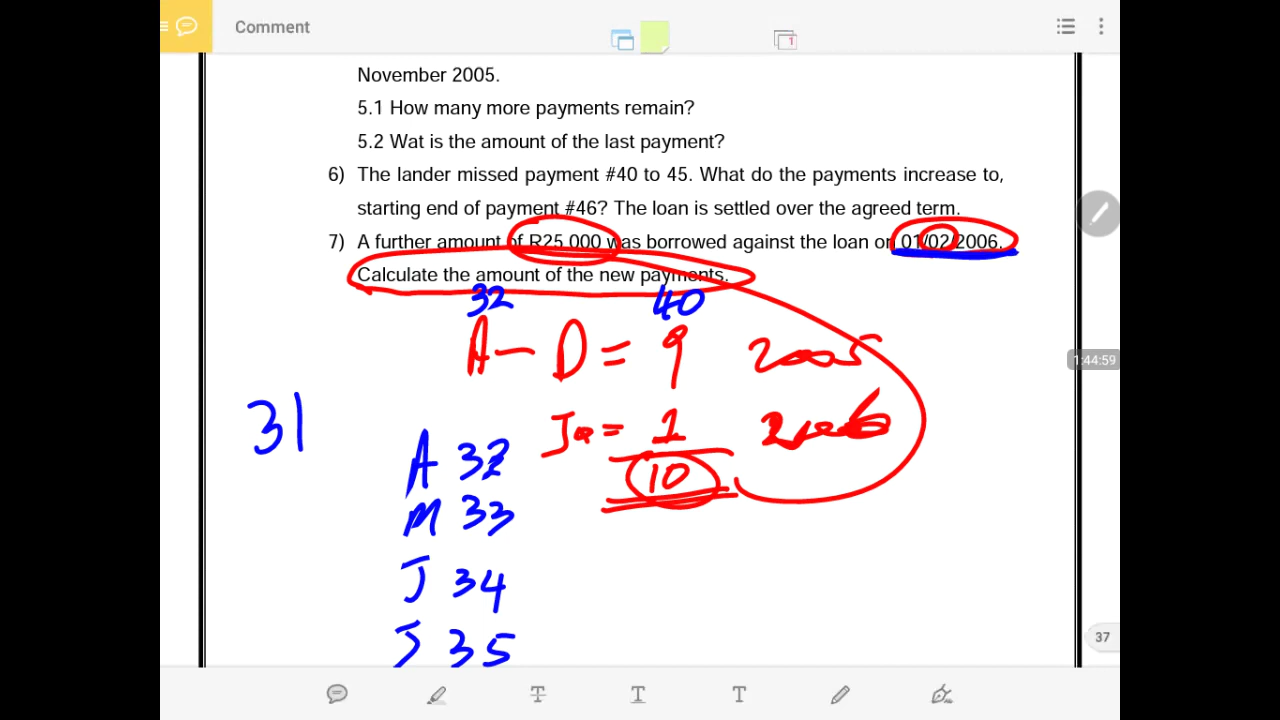 Comment
1
November 2005.
5.1 How many more payments remain?
5.2 Wat is the amount of the last payment?
6) The lander missed payment #40 to 45. What do the payments increase to,
starting end of payment #46? The loan is settled over the agreed term.
7) A further amount of R25 000 was borrowed against the loan on 01/02/2006.
Calculate the amount of the new payments.
32 40
A - D = 9 2005
1:44:59
31
Ja = 1 2006
A 32
10
M 33
J 34
37
J 35
T T T